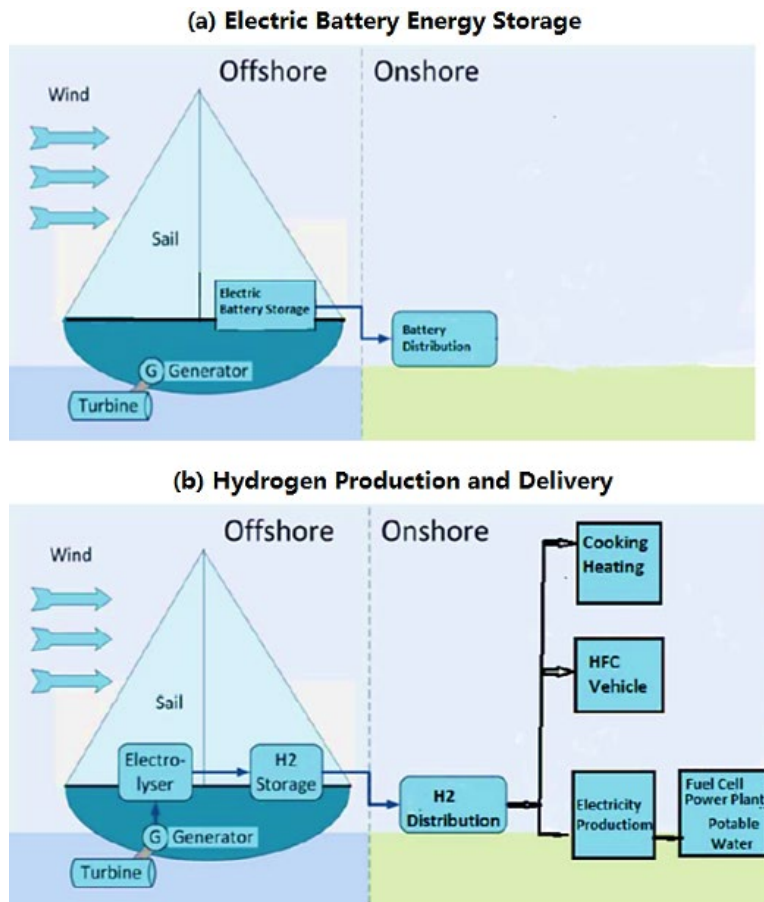 (a) Electric Battery Energy Storage
Offshore
Onshore
Wind
Sail
Electric
Battery Storage
Battery
Distribution
G Generator
Turbine
(b) Hydrogen Production and Delivery
Offshore
Onshore
Wind
Cooking
Heating
HFC
Vehicle
Sail
Electro-
lyser
H2
Storage
H2
Distribution
Electricity
Productiom
Fuel Cell
Power Plant
Potable
Water
G Generator
Turbine